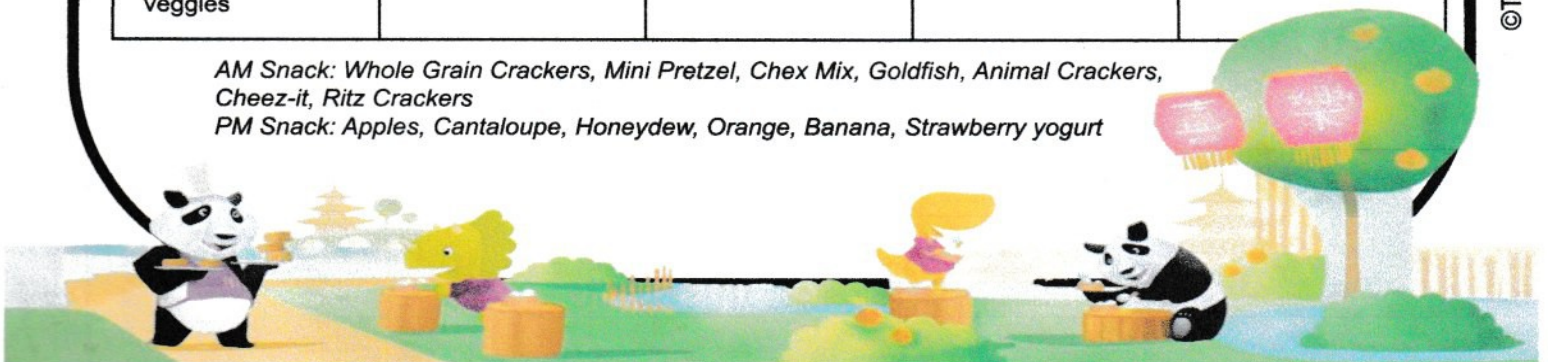 veggies
AM Snack: Whole Grain Crackers, Mini Pretzel, Chex Mix, Goldfish, Animal Crackers,
Cheez-it, Ritz Crackers
PM Snack: Apples, Cantaloupe, Honeydew, Orange, Banana, Strawberry yogurt